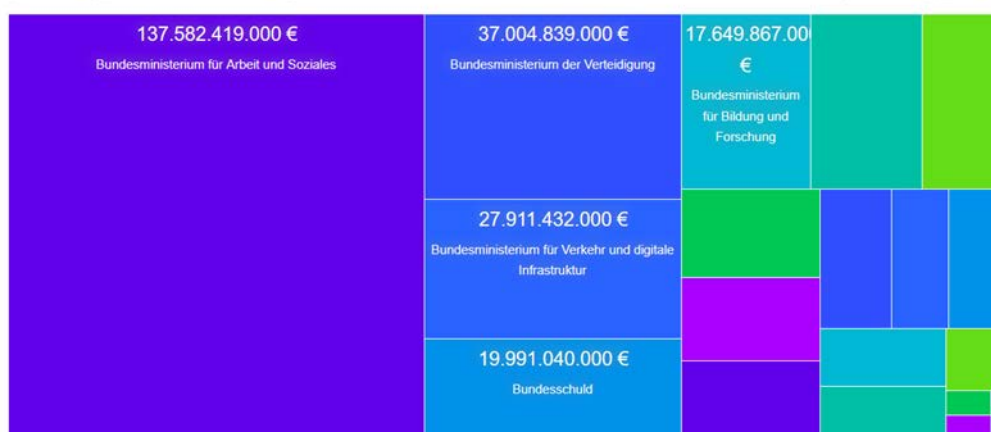 137.582.419.000 €
Bundesministerium für Arbeit und Soziales
37.004.839.000 €
Bundesministerium der Verteidigung
27.911.432.000 €
Bundesministerium für Verkehr und digitale
Infrastruktur
19.991.040.000 €
Bundesschuld
17.649.867.00
€
Bundesministerium
für Bildung und
Forschung